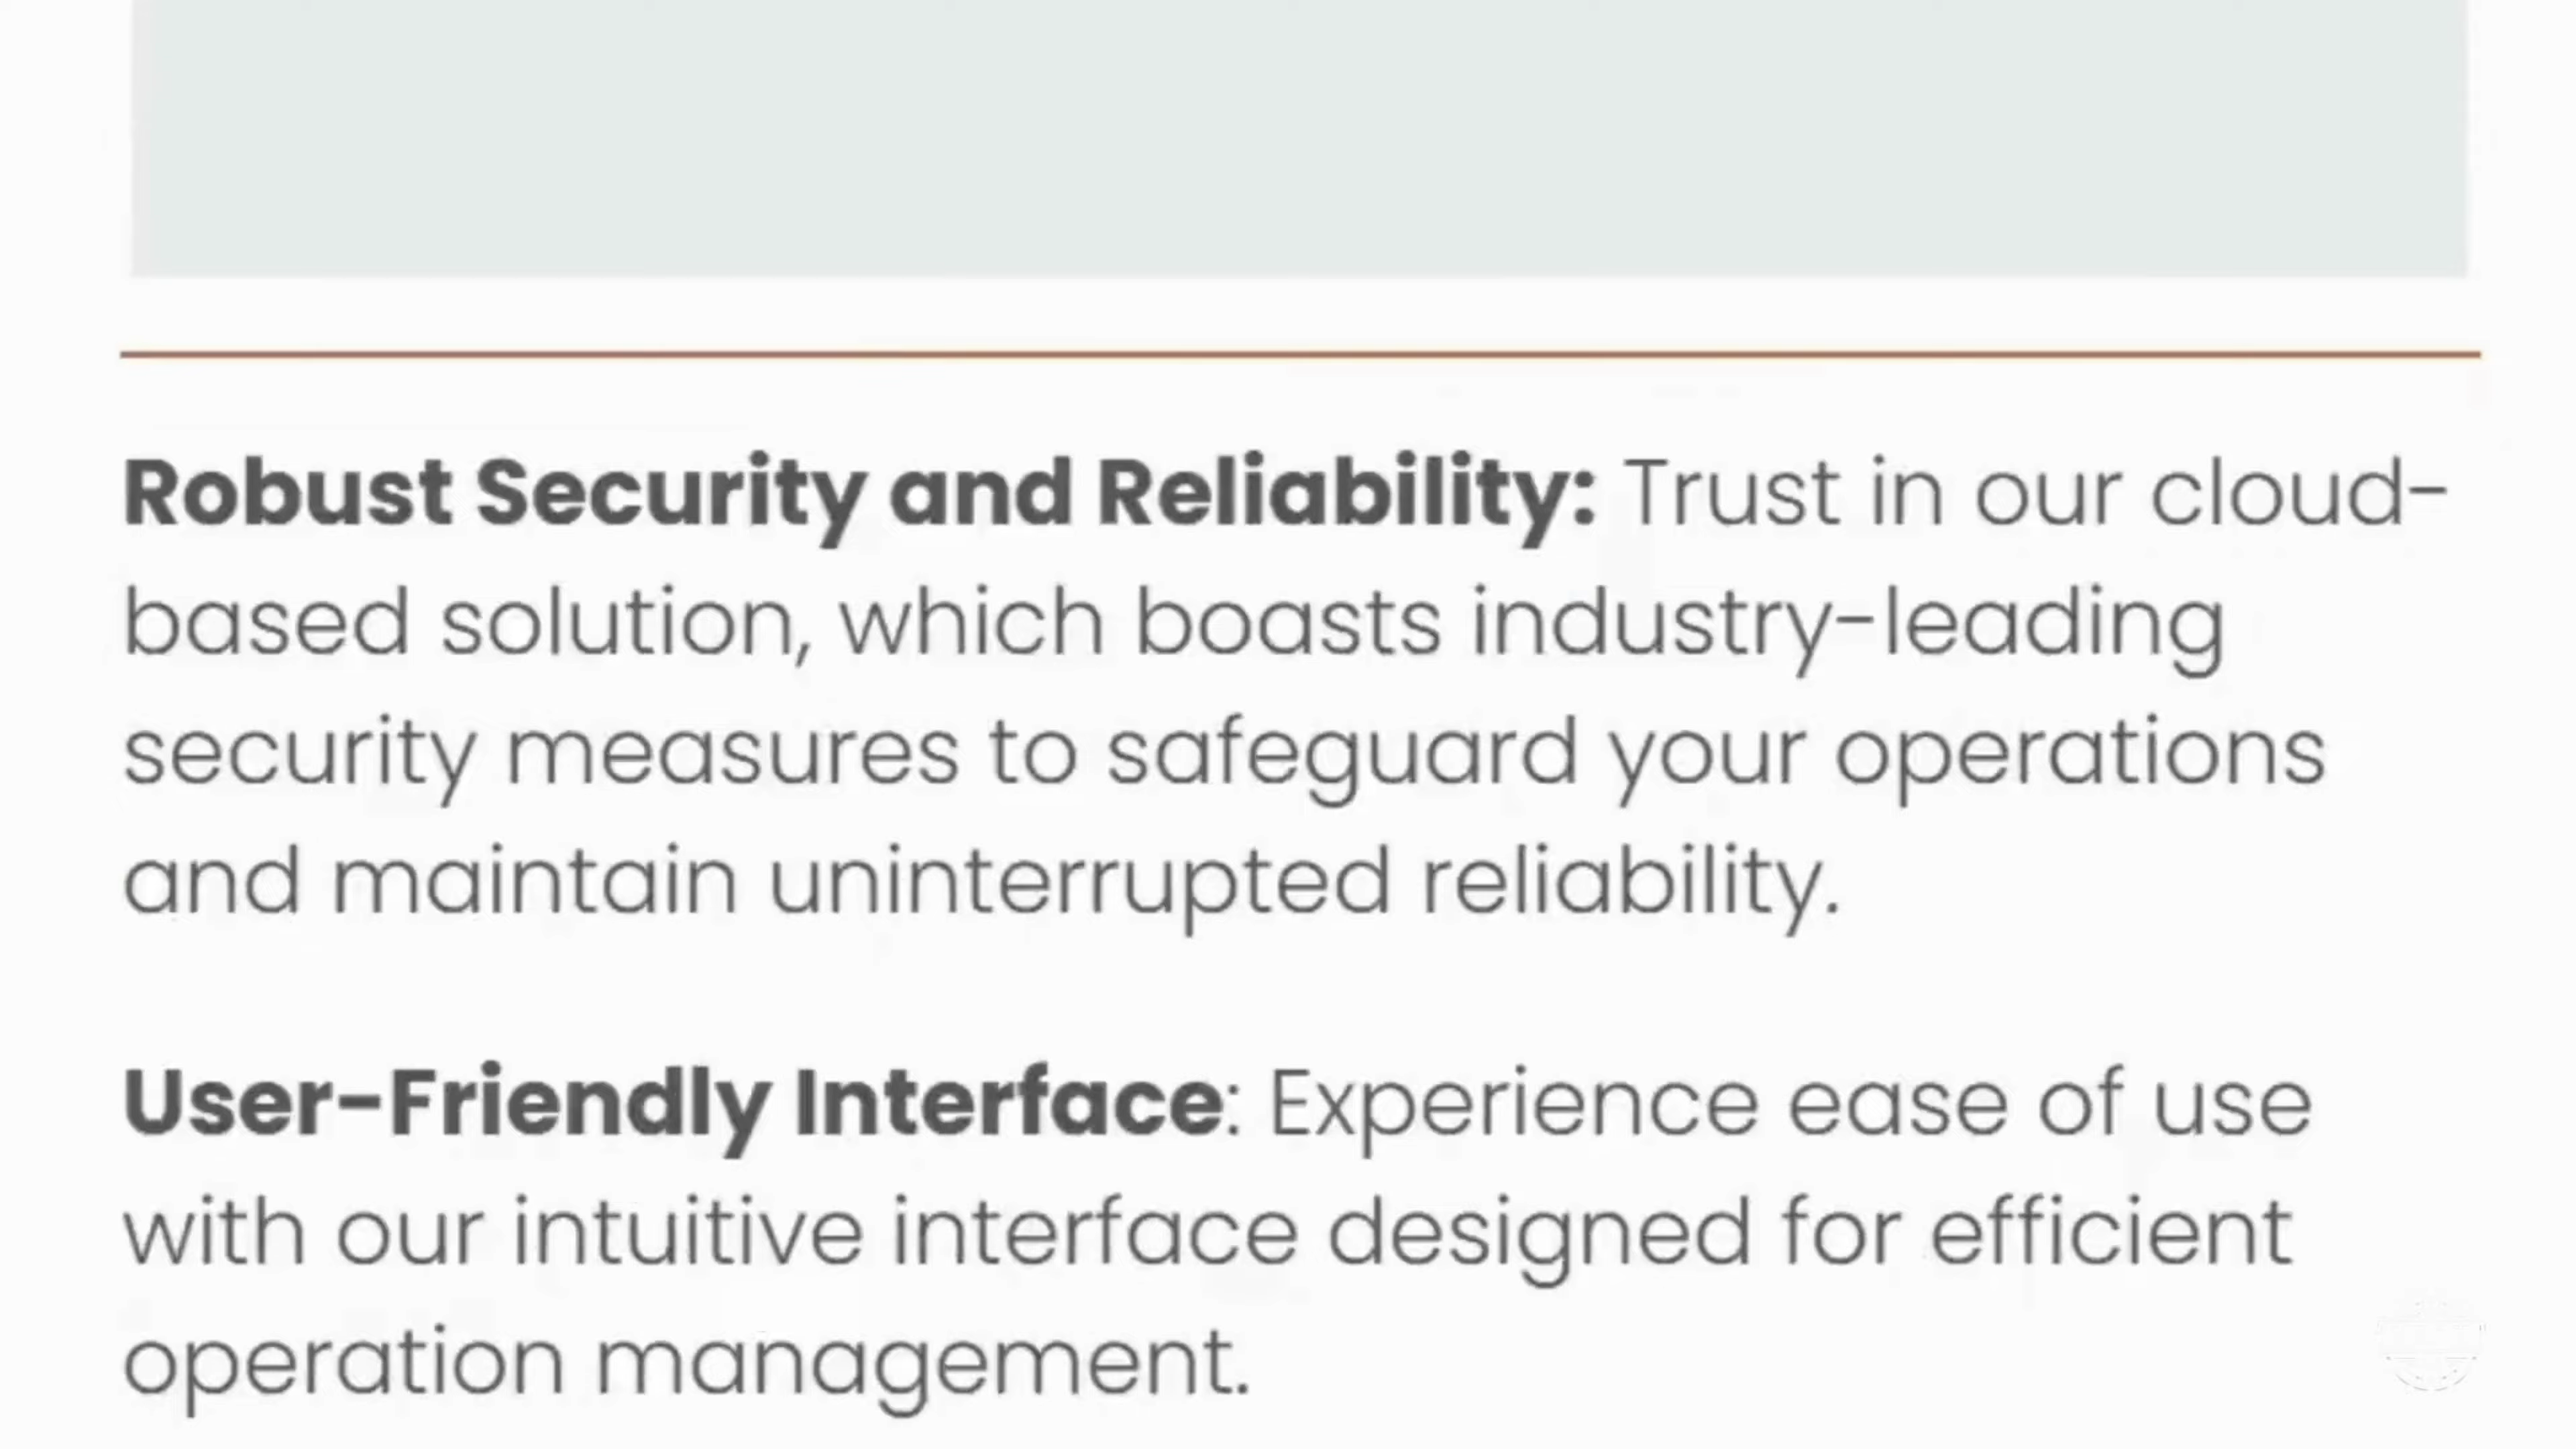 Robust Security and Reliability: Trust in our cloud-
based solution, which boasts industry-leading
security measures to safeguard your operations
and maintain uninterrupted reliability.
User-Friendly Interface: Experience ease of use
with our intuitive interface designed for efficient
operation management.